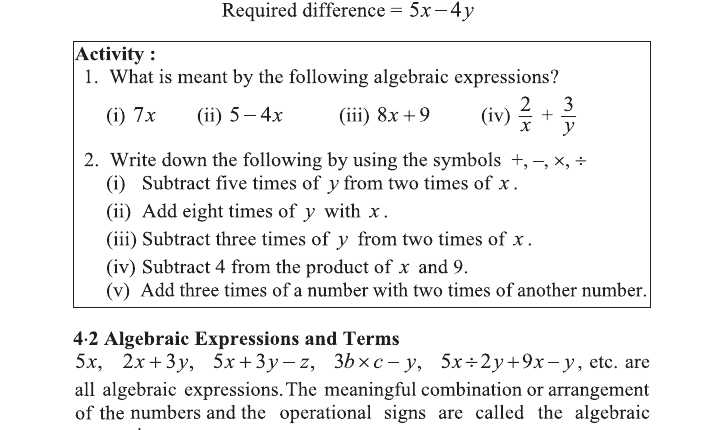 Required difference = 5x − 4y
Activity :
1. What is meant by the following algebraic expressions?
(i) 7x (ii) 5 − 4x (iii) 8x + 9 (iv) 2/x + 3/y
2. Write down the following by using the symbols +, −, ×, ÷
(i) Subtract five times of y from two times of x.
(ii) Add eight times of y with x.
(iii) Subtract three times of y from two times of x.
(iv) Subtract 4 from the product of x and 9.
(v) Add three times of a number with two times of another number.
4·2 Algebraic Expressions and Terms
5x, 2x + 3y, 5x + 3y − z, 3b × c − y, 5x ÷ 2y + 9x − y, etc. are
all algebraic expressions. The meaningful combination or arrangement
of the numbers and the operational signs are called the algebraic